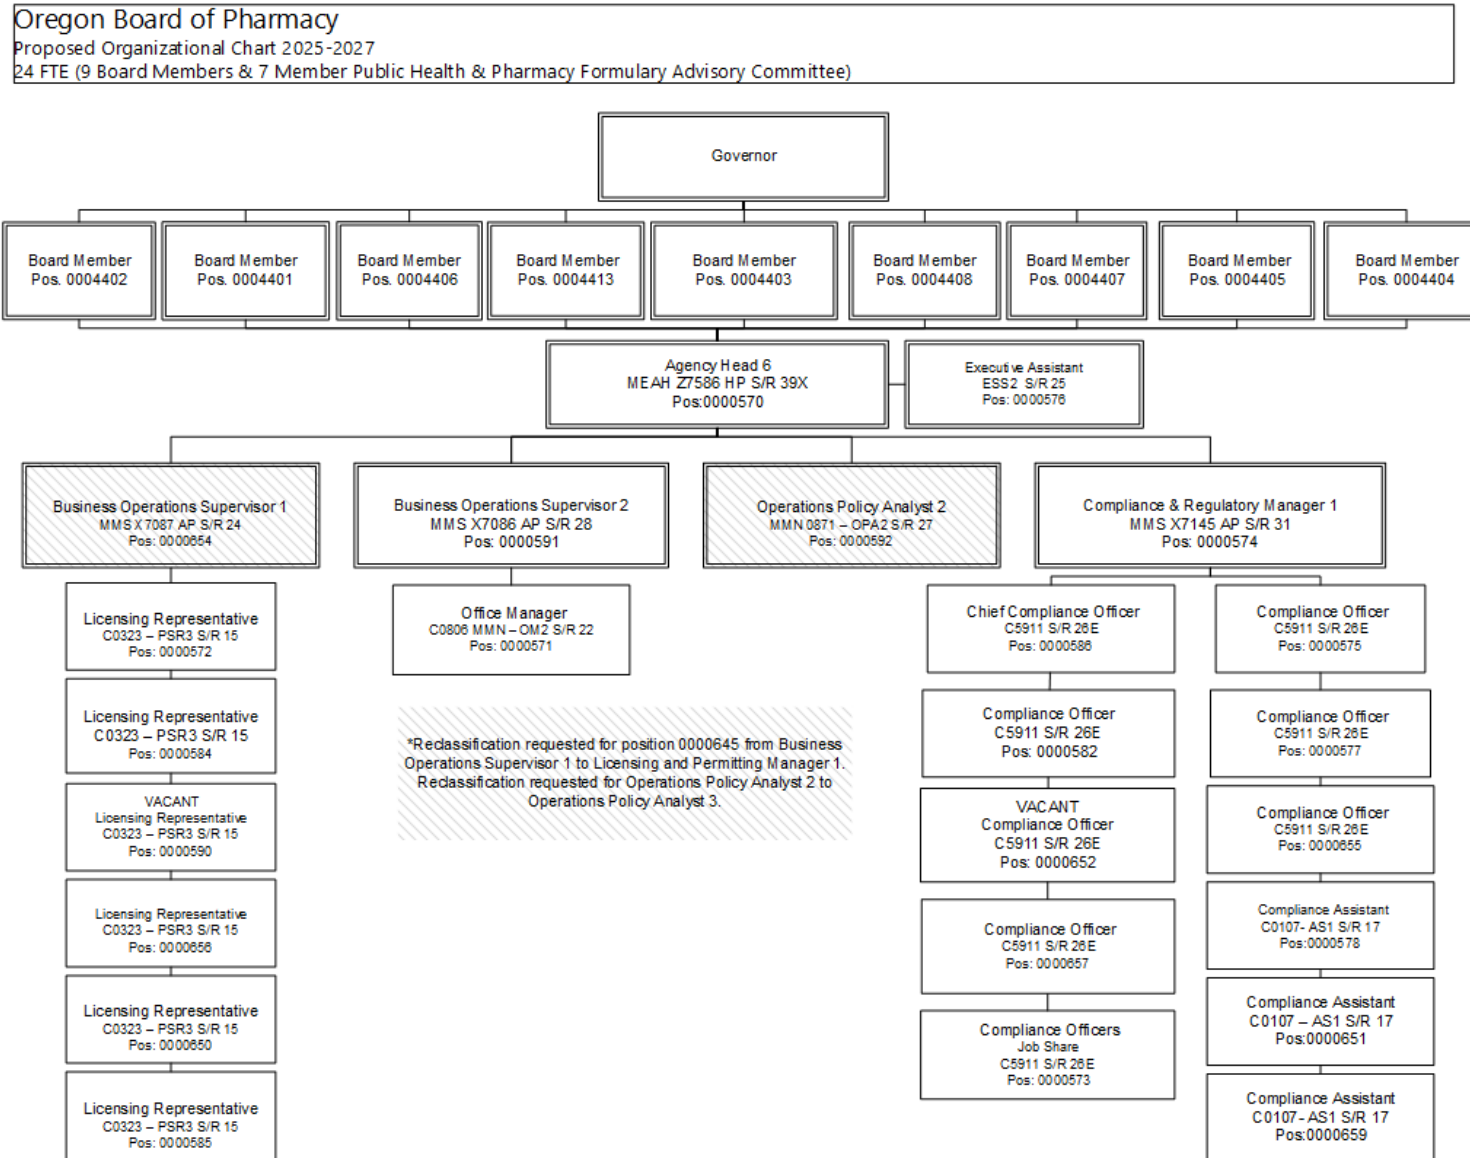 Oregon Board of Pharmacy
Proposed Organizational Chart 2025-2027
24 FTE (9 Board Members & 7 Member Public Health & Pharmacy Formulary Advisory Committee)
Governor
Board Member
Pos. 0004402
Board Member
Pos. 0004401
Board Member
Pos. 0004406
Board Member
Pos. 0004413
Board Member
Pos. 0004403
Board Member
Pos. 0004408
Board Member
Pos. 0004407
Board Member
Pos. 0004405
Board Member
Pos. 0004404
Agency Head 6
MEAH Z7586 HP S/R 39X
Pos:0000570
Executive Assistant
ESS2 S/R 25
Pos: 0000576
Business Operations Supervisor 1
MMS X7087 AP S/R 24
Pos: 0000654
Business Operations Supervisor 2
MMS X7086 AP S/R 28
Pos: 0000591
Operations Policy Analyst 2
MMN 0871 – OPA2 S/R 27
Pos: 0000592
Compliance & Regulatory Manager 1
MMS X7145 AP S/R 31
Pos: 0000574
Licensing Representative
C0323 – PSR3 S/R 15
Pos: 0000572
Licensing Representative
C0323 – PSR3 S/R 15
Pos: 0000584
VACANT
Licensing Representative
C0323 – PSR3 S/R 15
Pos: 0000590
Licensing Representative
C0323 – PSR3 S/R 15
Pos: 0000656
Licensing Representative
C0323 – PSR3 S/R 15
Pos: 0000650
Licensing Representative
C0323 – PSR3 S/R 15
Pos: 0000585
Office Manager
C0806 MMN – OM2 S/R 22
Pos: 0000571
*Reclassification requested for position 0000645 from Business
Operations Supervisor 1 to Licensing and Permitting Manager 1.
Reclassification requested for Operations Policy Analyst 2 to
Operations Policy Analyst 3.
Chief Compliance Officer
C5911 S/R 26E
Pos: 0000586
Compliance Officer
C5911 S/R 26E
Pos: 0000582
VACANT
Compliance Officer
C5911 S/R 26E
Pos: 0000652
Compliance Officer
C5911 S/R 26E
Pos: 0000657
Compliance Officers
Job Share
C5911 S/R 26E
Pos: 0000573
Compliance Officer
C5911 S/R 26E
Pos: 0000575
Compliance Officer
C5911 S/R 26E
Pos: 0000577
Compliance Officer
C5911 S/R 26E
Pos: 0000655
Compliance Assistant
C0107- AS1 S/R 17
Pos:0000578
Compliance Assistant
C0107 – AS1 S/R 17
Pos:0000651
Compliance Assistant
C0107- AS1 S/R 17
Pos:0000659